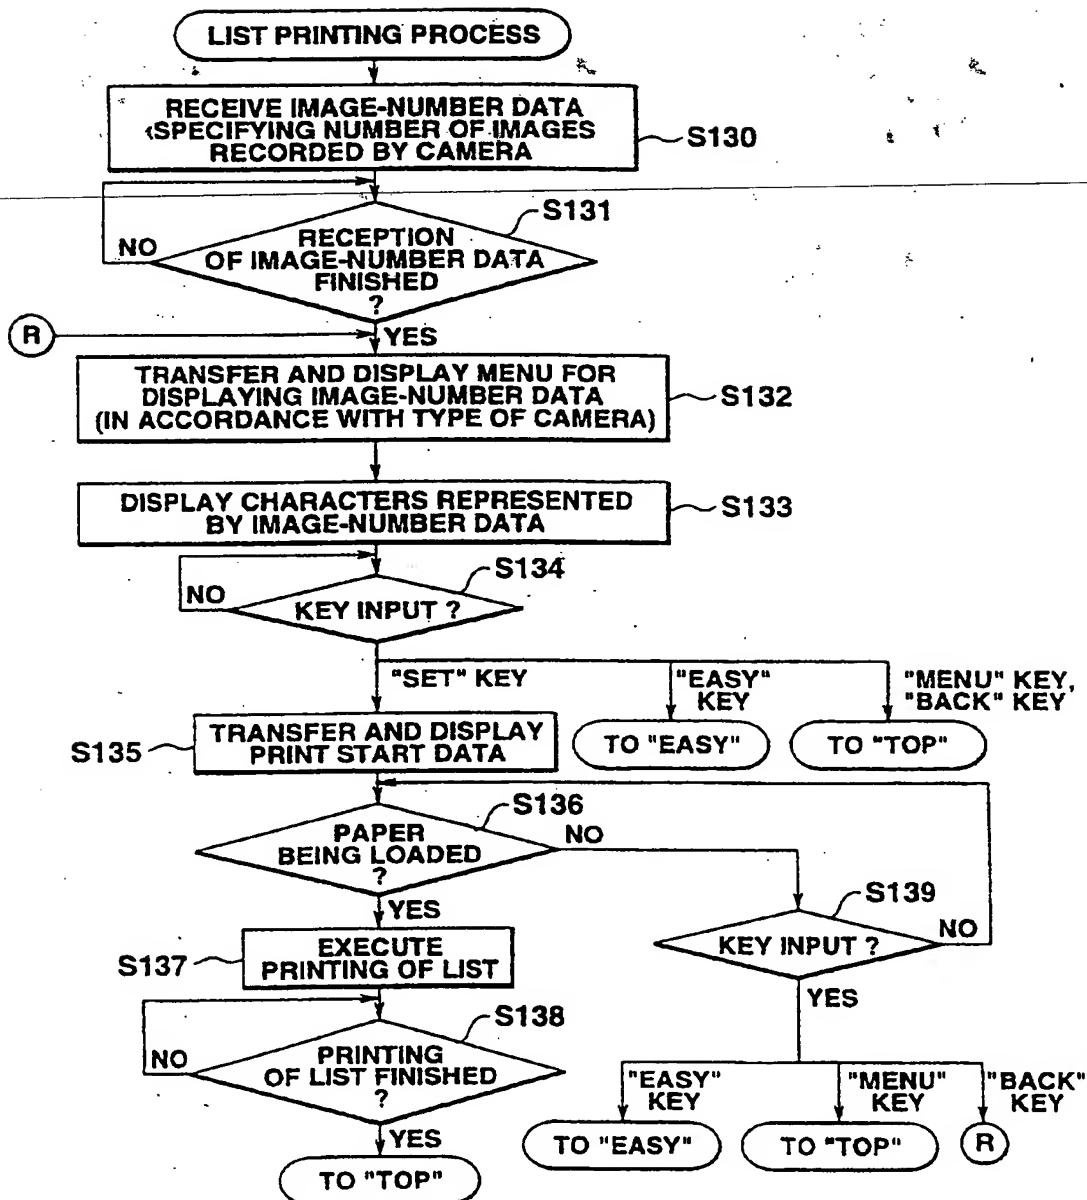 LIST PRINTING PROCESS
RECEIVE IMAGE-NUMBER DATA
SPECIFYING NUMBER OF IMAGES
RECORDED BY CAMERA
S130
S131
NO
RECEPTION
OF IMAGE-NUMBER DATA
FINISHED
?
R
YES
TRANSFER AND DISPLAY MENU FOR
DISPLAYING IMAGE-NUMBER DATA
(IN ACCORDANCE WITH TYPE OF CAMERA)
S132
DISPLAY CHARACTERS REPRESENTED
BY IMAGE-NUMBER DATA
S133
S134
NO
KEY INPUT ?
"SET" KEY
"EASY"
KEY
"MENU" KEY,
"BACK" KEY
S135
TRANSFER AND DISPLAY
PRINT START DATA
TO "EASY"
TO "TOP"
S136
PAPER
BEING LOADED
?
NO
YES
S139
KEY INPUT ?
NO
YES
S137
EXECUTE
PRINTING OF LIST
S138
NO
PRINTING
OF LIST FINISHED
?
YES
TO "TOP"
"EASY"
KEY
"MENU"
KEY
"BACK"
KEY
TO "EASY"
TO "TOP"
R